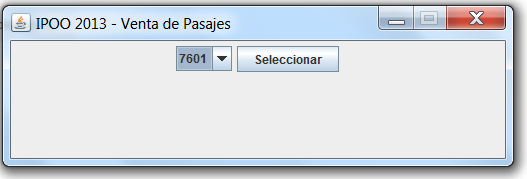 IPOO 2013 - Venta de Pasajes
7601 Seleccionar